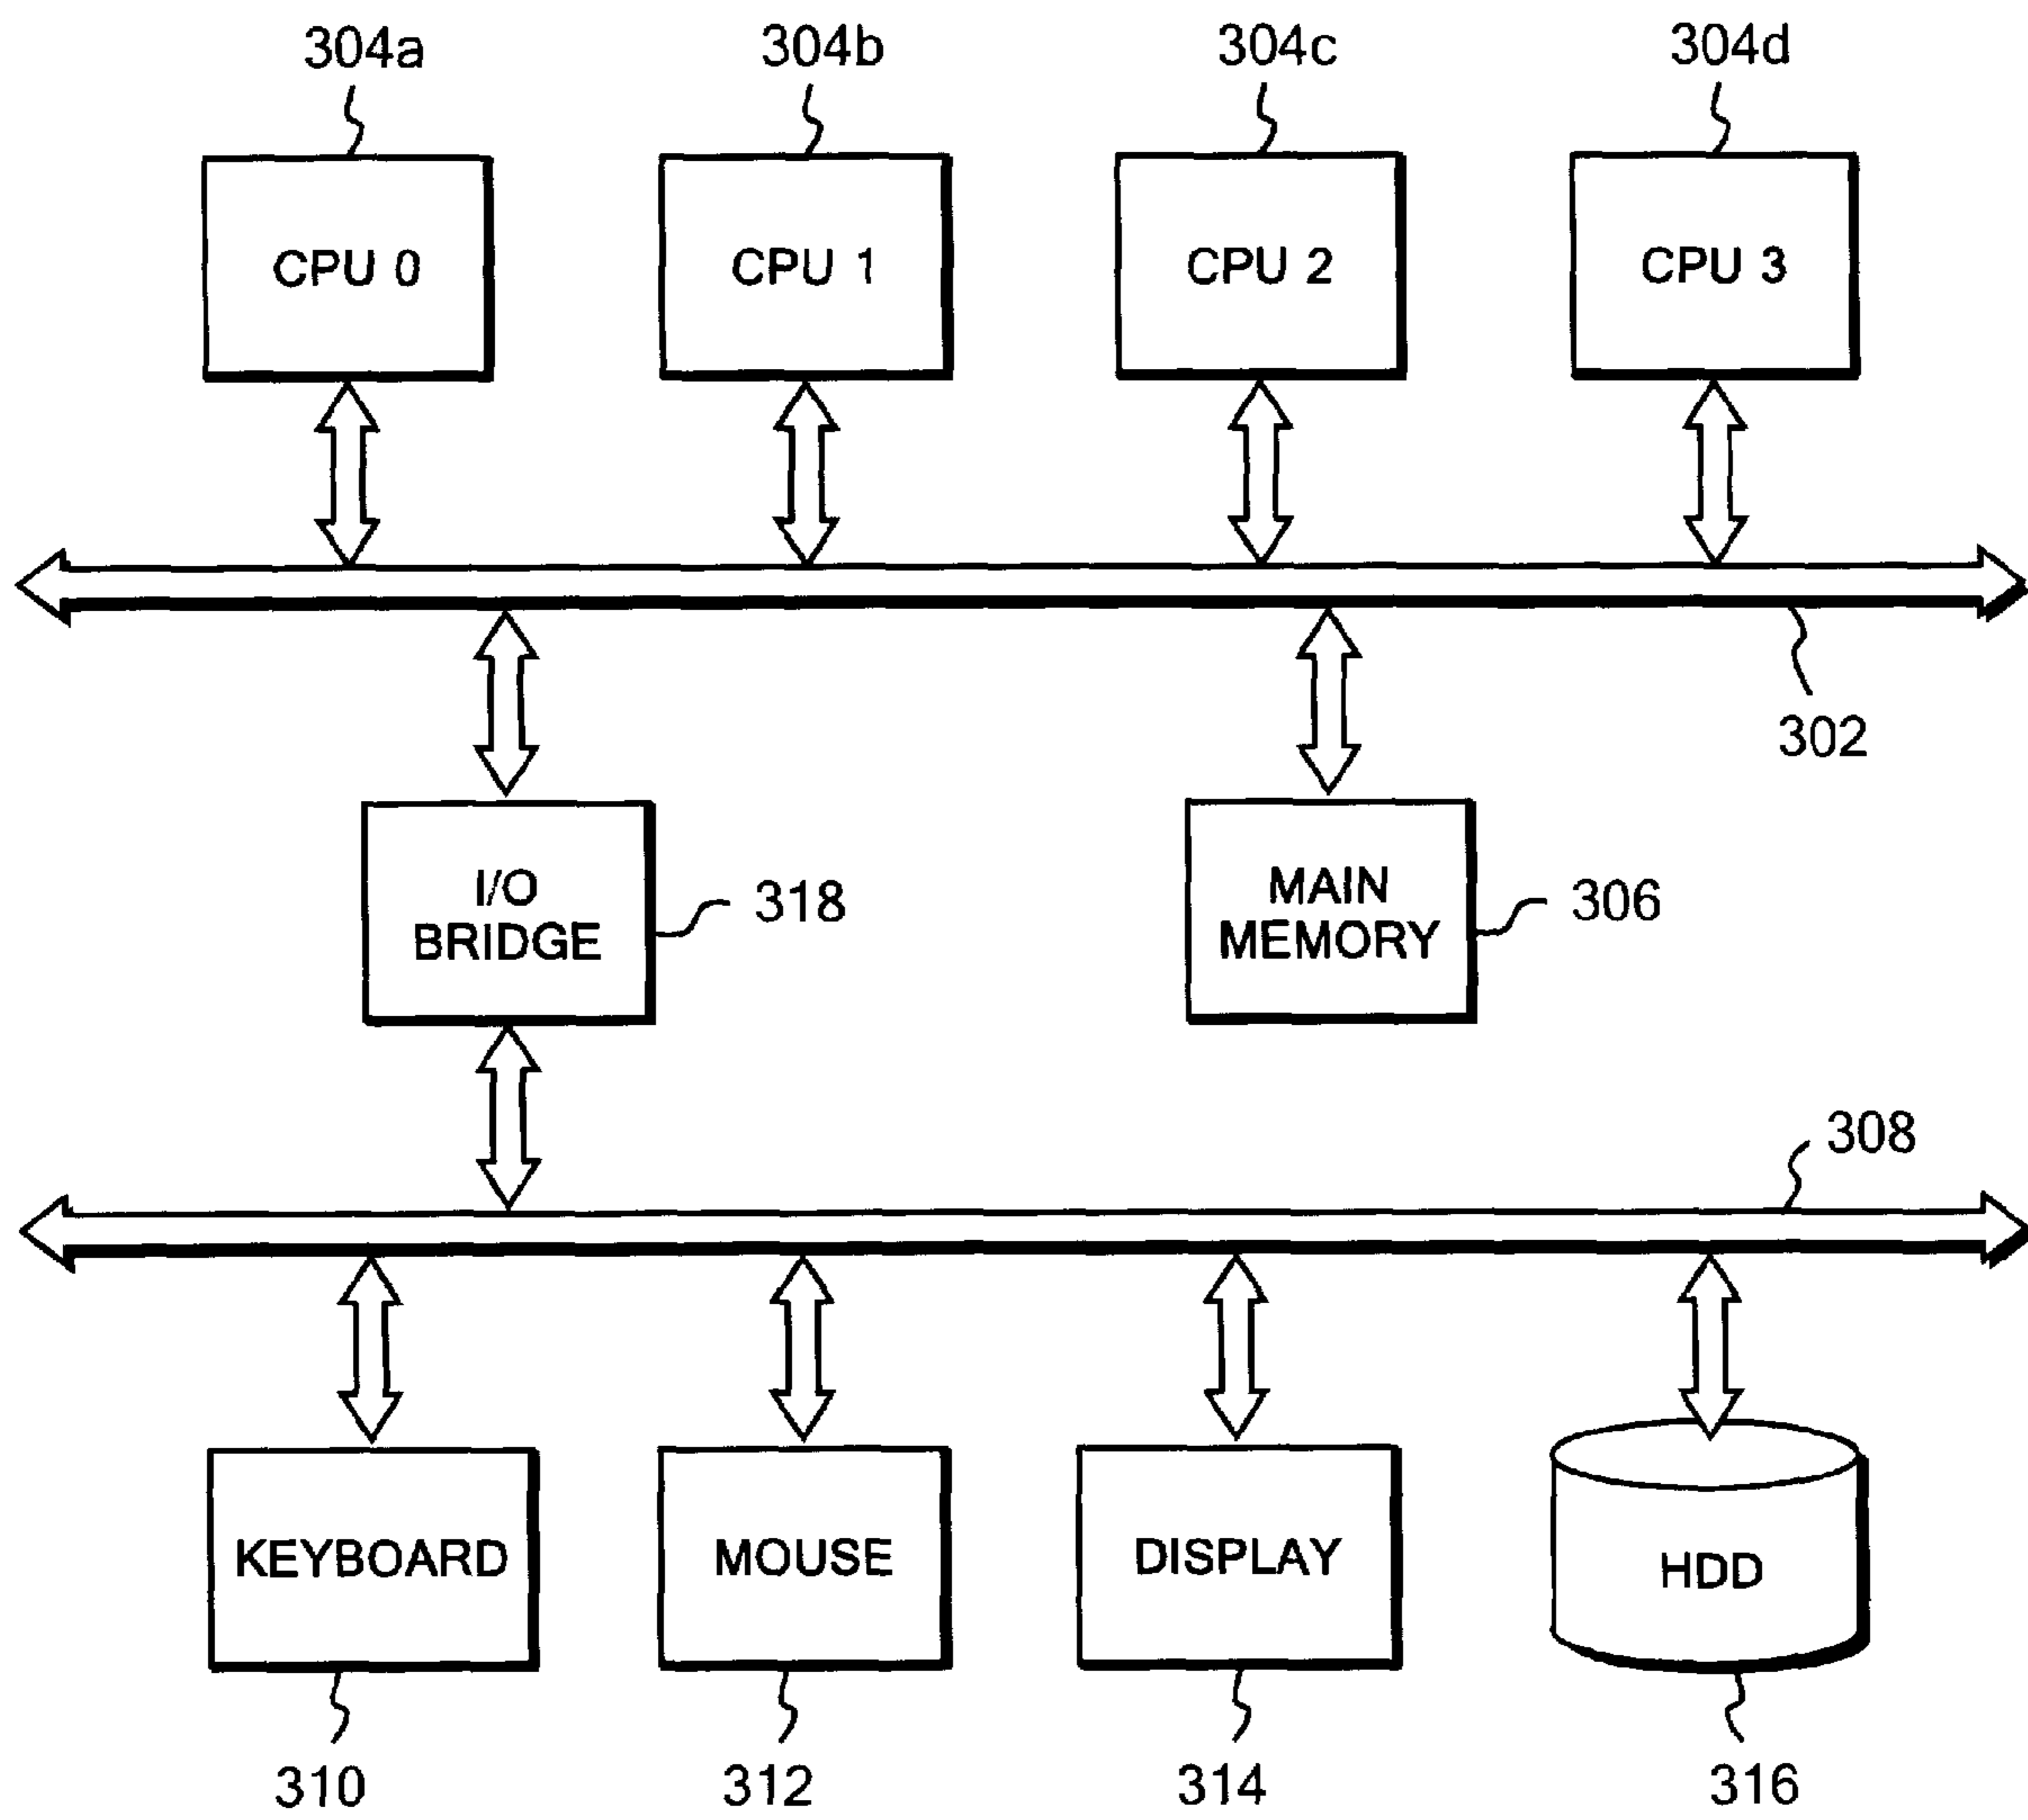 304a 304b 304c 304d
CPU 0 CPU 1 CPU 2 CPU 3
302
I/O
BRIDGE
318
MAIN
MEMORY
306
308
KEYBOARD MOUSE DISPLAY HDD
310 312 314 316